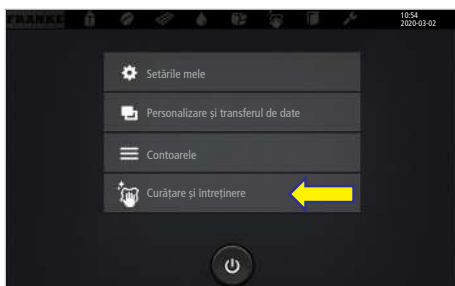 FRANKE
10:54
2020-03-02
Setările mele
Personalizare și transferul de date
Contoarele
Curățare și întreținere